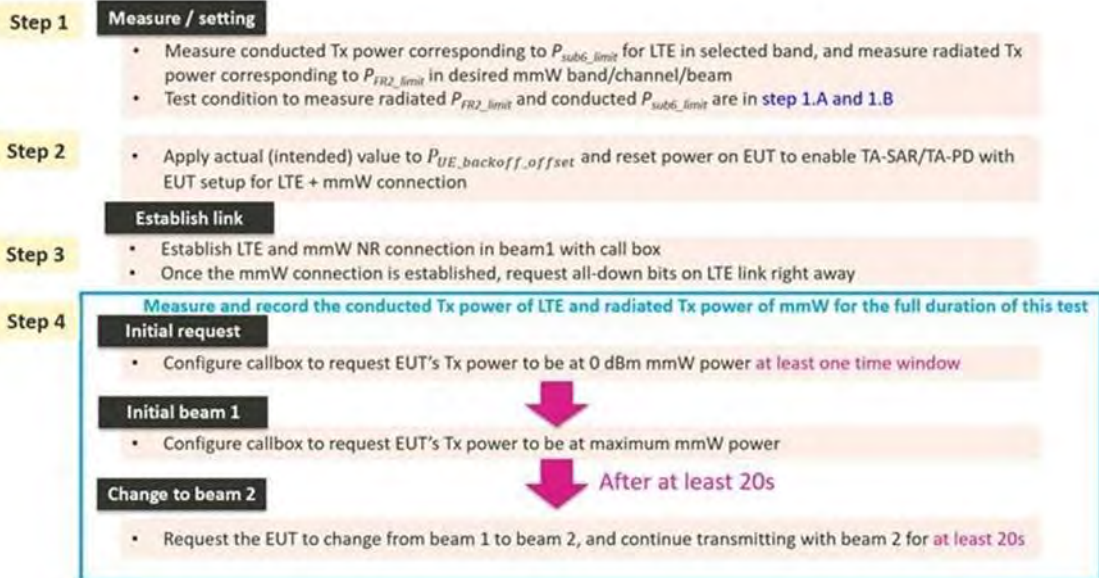 Step 1
Measure / setting
• Measure conducted Tx power corresponding to P_sub6_limit for LTE in selected band, and measure radiated Tx
power corresponding to P_FR2_limit in desired mmW band/channel/beam
• Test condition to measure radiated P_FR2_limit and conducted P_sub6_limit are in step 1.A and 1.B
Step 2
• Apply actual (intended) value to P_UE_backoff_offset and reset power on EUT to enable TA-SAR/TA-PD with
EUT setup for LTE + mmW connection
Establish link
Step 3
• Establish LTE and mmW NR connection in beam1 with call box
• Once the mmW connection is established, request all-down bits on LTE link right away
Step 4
Measure and record the conducted Tx power of LTE and radiated Tx power of mmW for the full duration of this test
Initial request
• Configure callbox to request EUT's Tx power to be at 0 dBm mmW power at least one time window
Initial beam 1
• Configure callbox to request EUT's Tx power to be at maximum mmW power
After at least 20s
Change to beam 2
• Request the EUT to change from beam 1 to beam 2, and continue transmitting with beam 2 for at least 20s